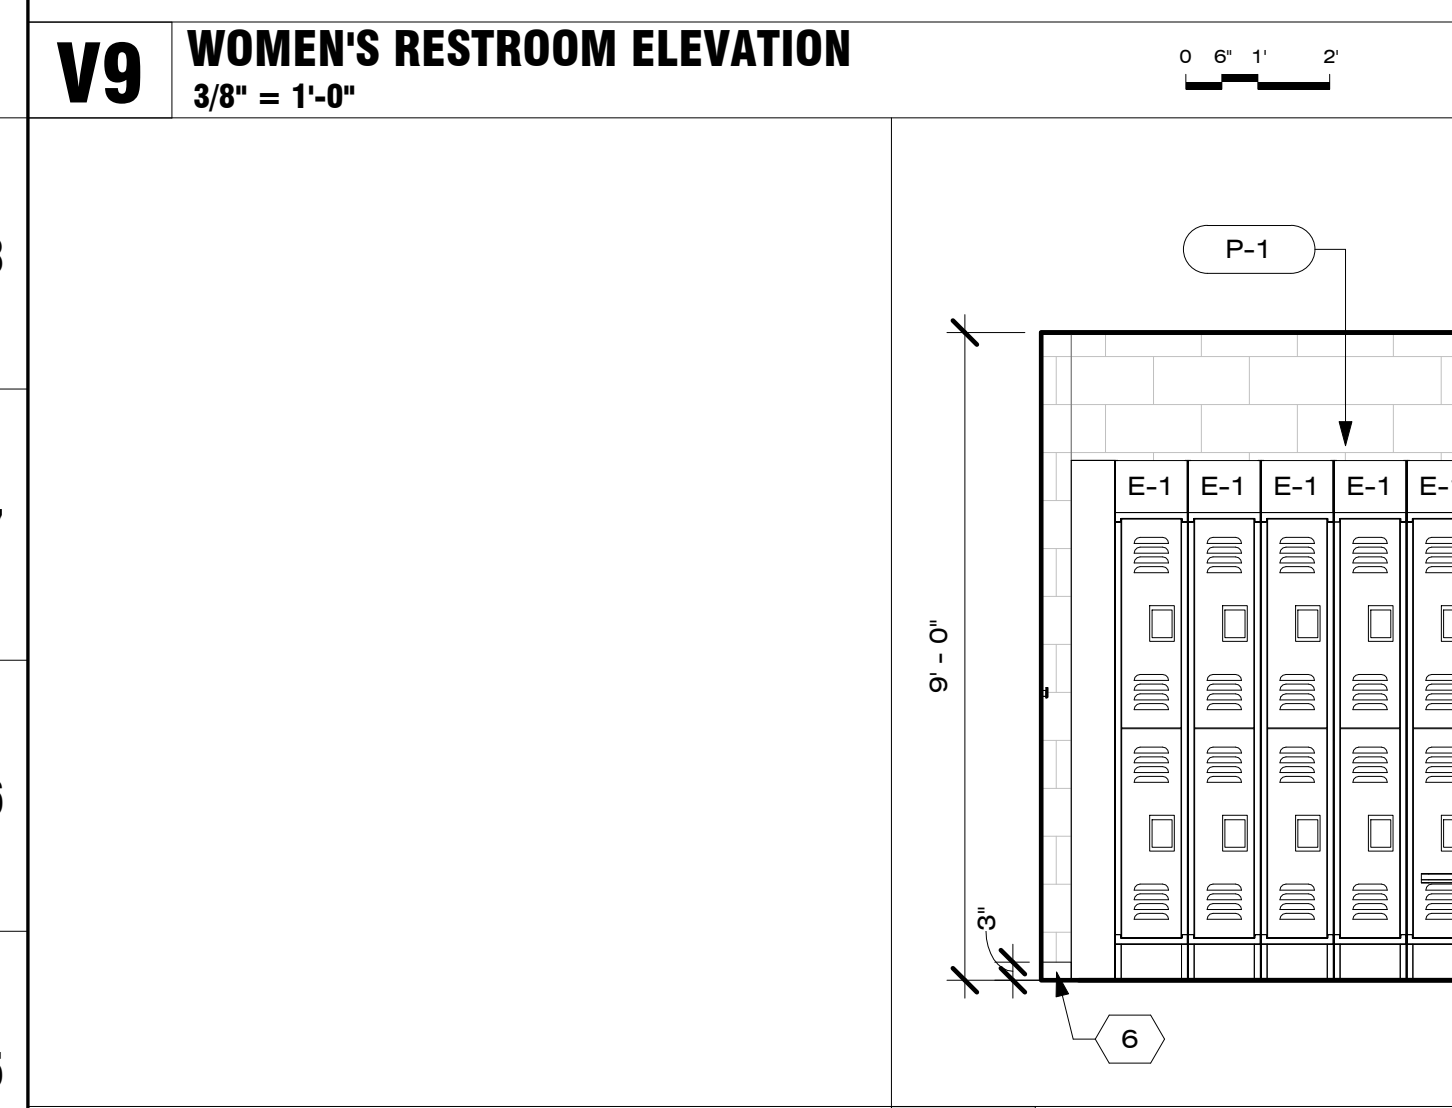 V9
WOMEN'S RESTROOM ELEVATION
3/8" = 1'-0"
0 6" 1' 2'
P-1
E-1 E-1 E-1 E-1
9' - 0"
3"
6